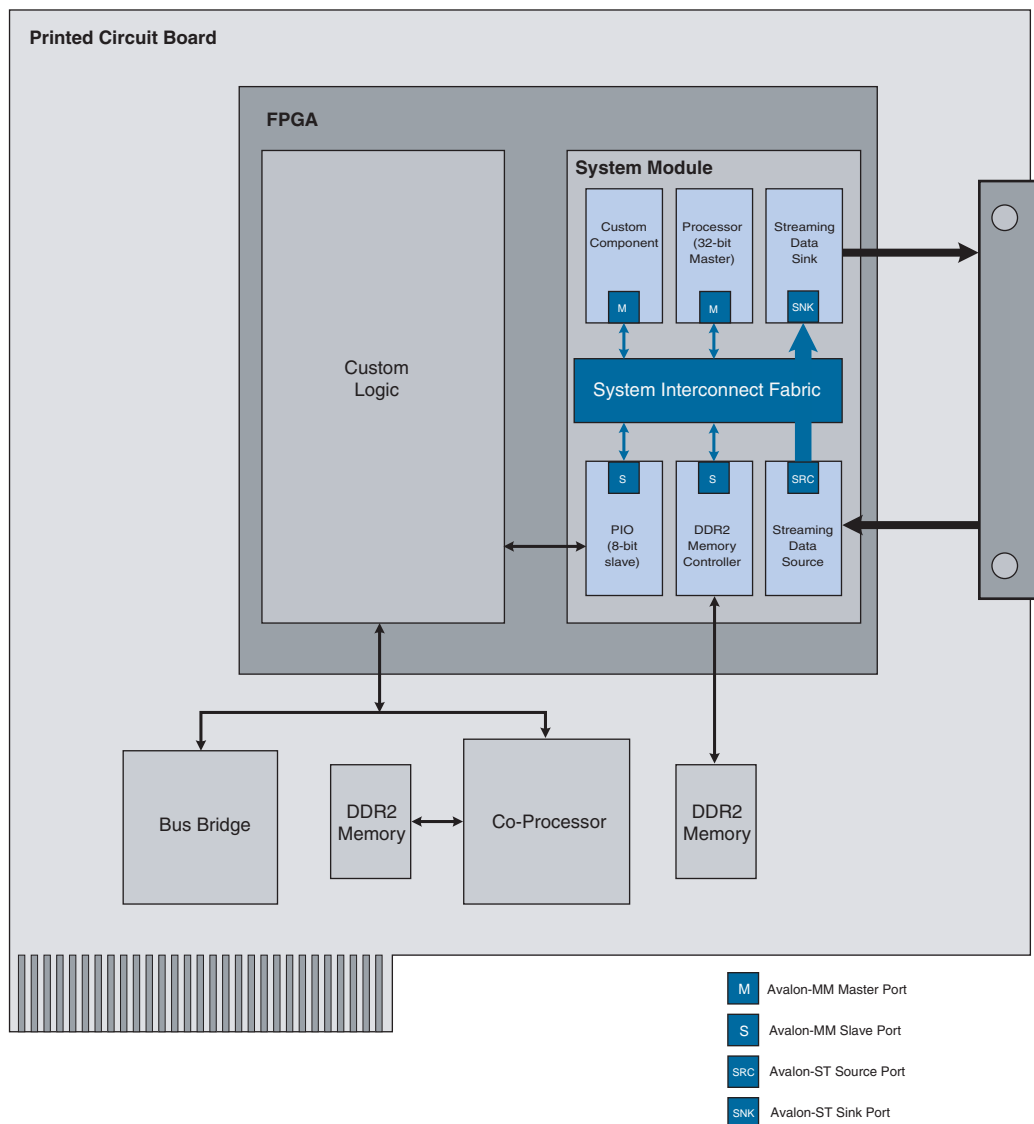 Printed Circuit Board
FPGA
System Module
Custom
Component
M
Processor
(32-bit
Master)
M
Streaming
Data
Sink
SNK
Custom
Logic
System Interconnect Fabric
S
PIO
(8-bit
slave)
S
DDR2
Memory
Controller
SRC
Streaming
Data
Source
Bus Bridge
DDR2
Memory
Co-Processor
DDR2
Memory
M Avalon-MM Master Port
S Avalon-MM Slave Port
SRC Avalon-ST Source Port
SNK Avalon-ST Sink Port